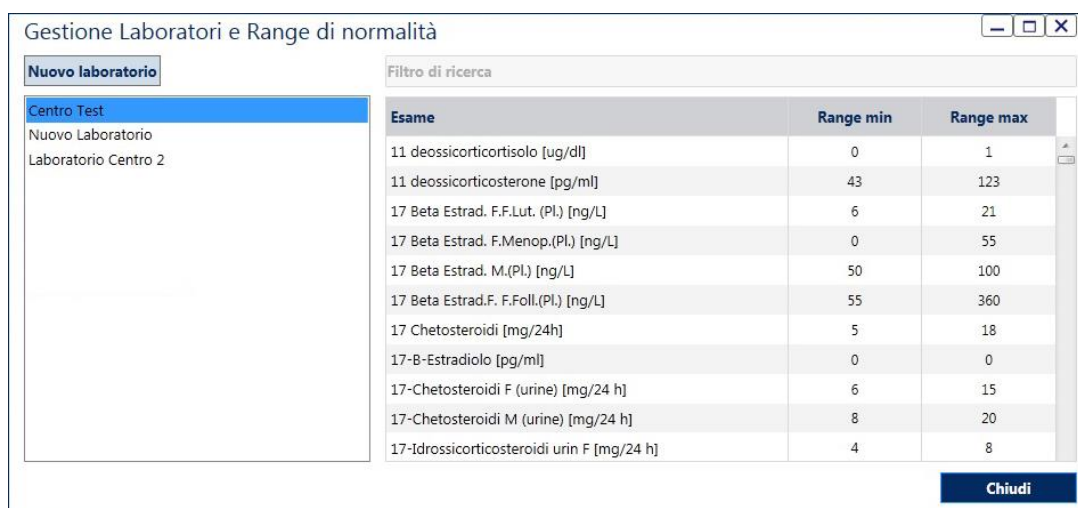 Gestione Laboratori e Range di normalità
Nuovo laboratorio
Filtro di ricerca
Centro Test
Nuovo Laboratorio
Laboratorio Centro 2
Esame Range min Range max
11 deossicorticortisolo [ug/dl] 0 1
11 deossicorticosterone [pg/ml] 43 123
17 Beta Estrad. F.F.Lut. (Pl.) [ng/L] 6 21
17 Beta Estrad. F.Menop.(Pl.) [ng/L] 0 55
17 Beta Estrad. M.(Pl.) [ng/L] 50 100
17 Beta Estrad.F. F.Foll.(Pl.) [ng/L] 55 360
17 Chetosteroidi [mg/24h] 5 18
17-B-Estradiolo [pg/ml] 0 0
17-Chetosteroidi F (urine) [mg/24 h] 6 15
17-Chetosteroidi M (urine) [mg/24 h] 8 20
17-Idrossicorticosteroidi urin F [mg/24 h] 4 8
Chiudi